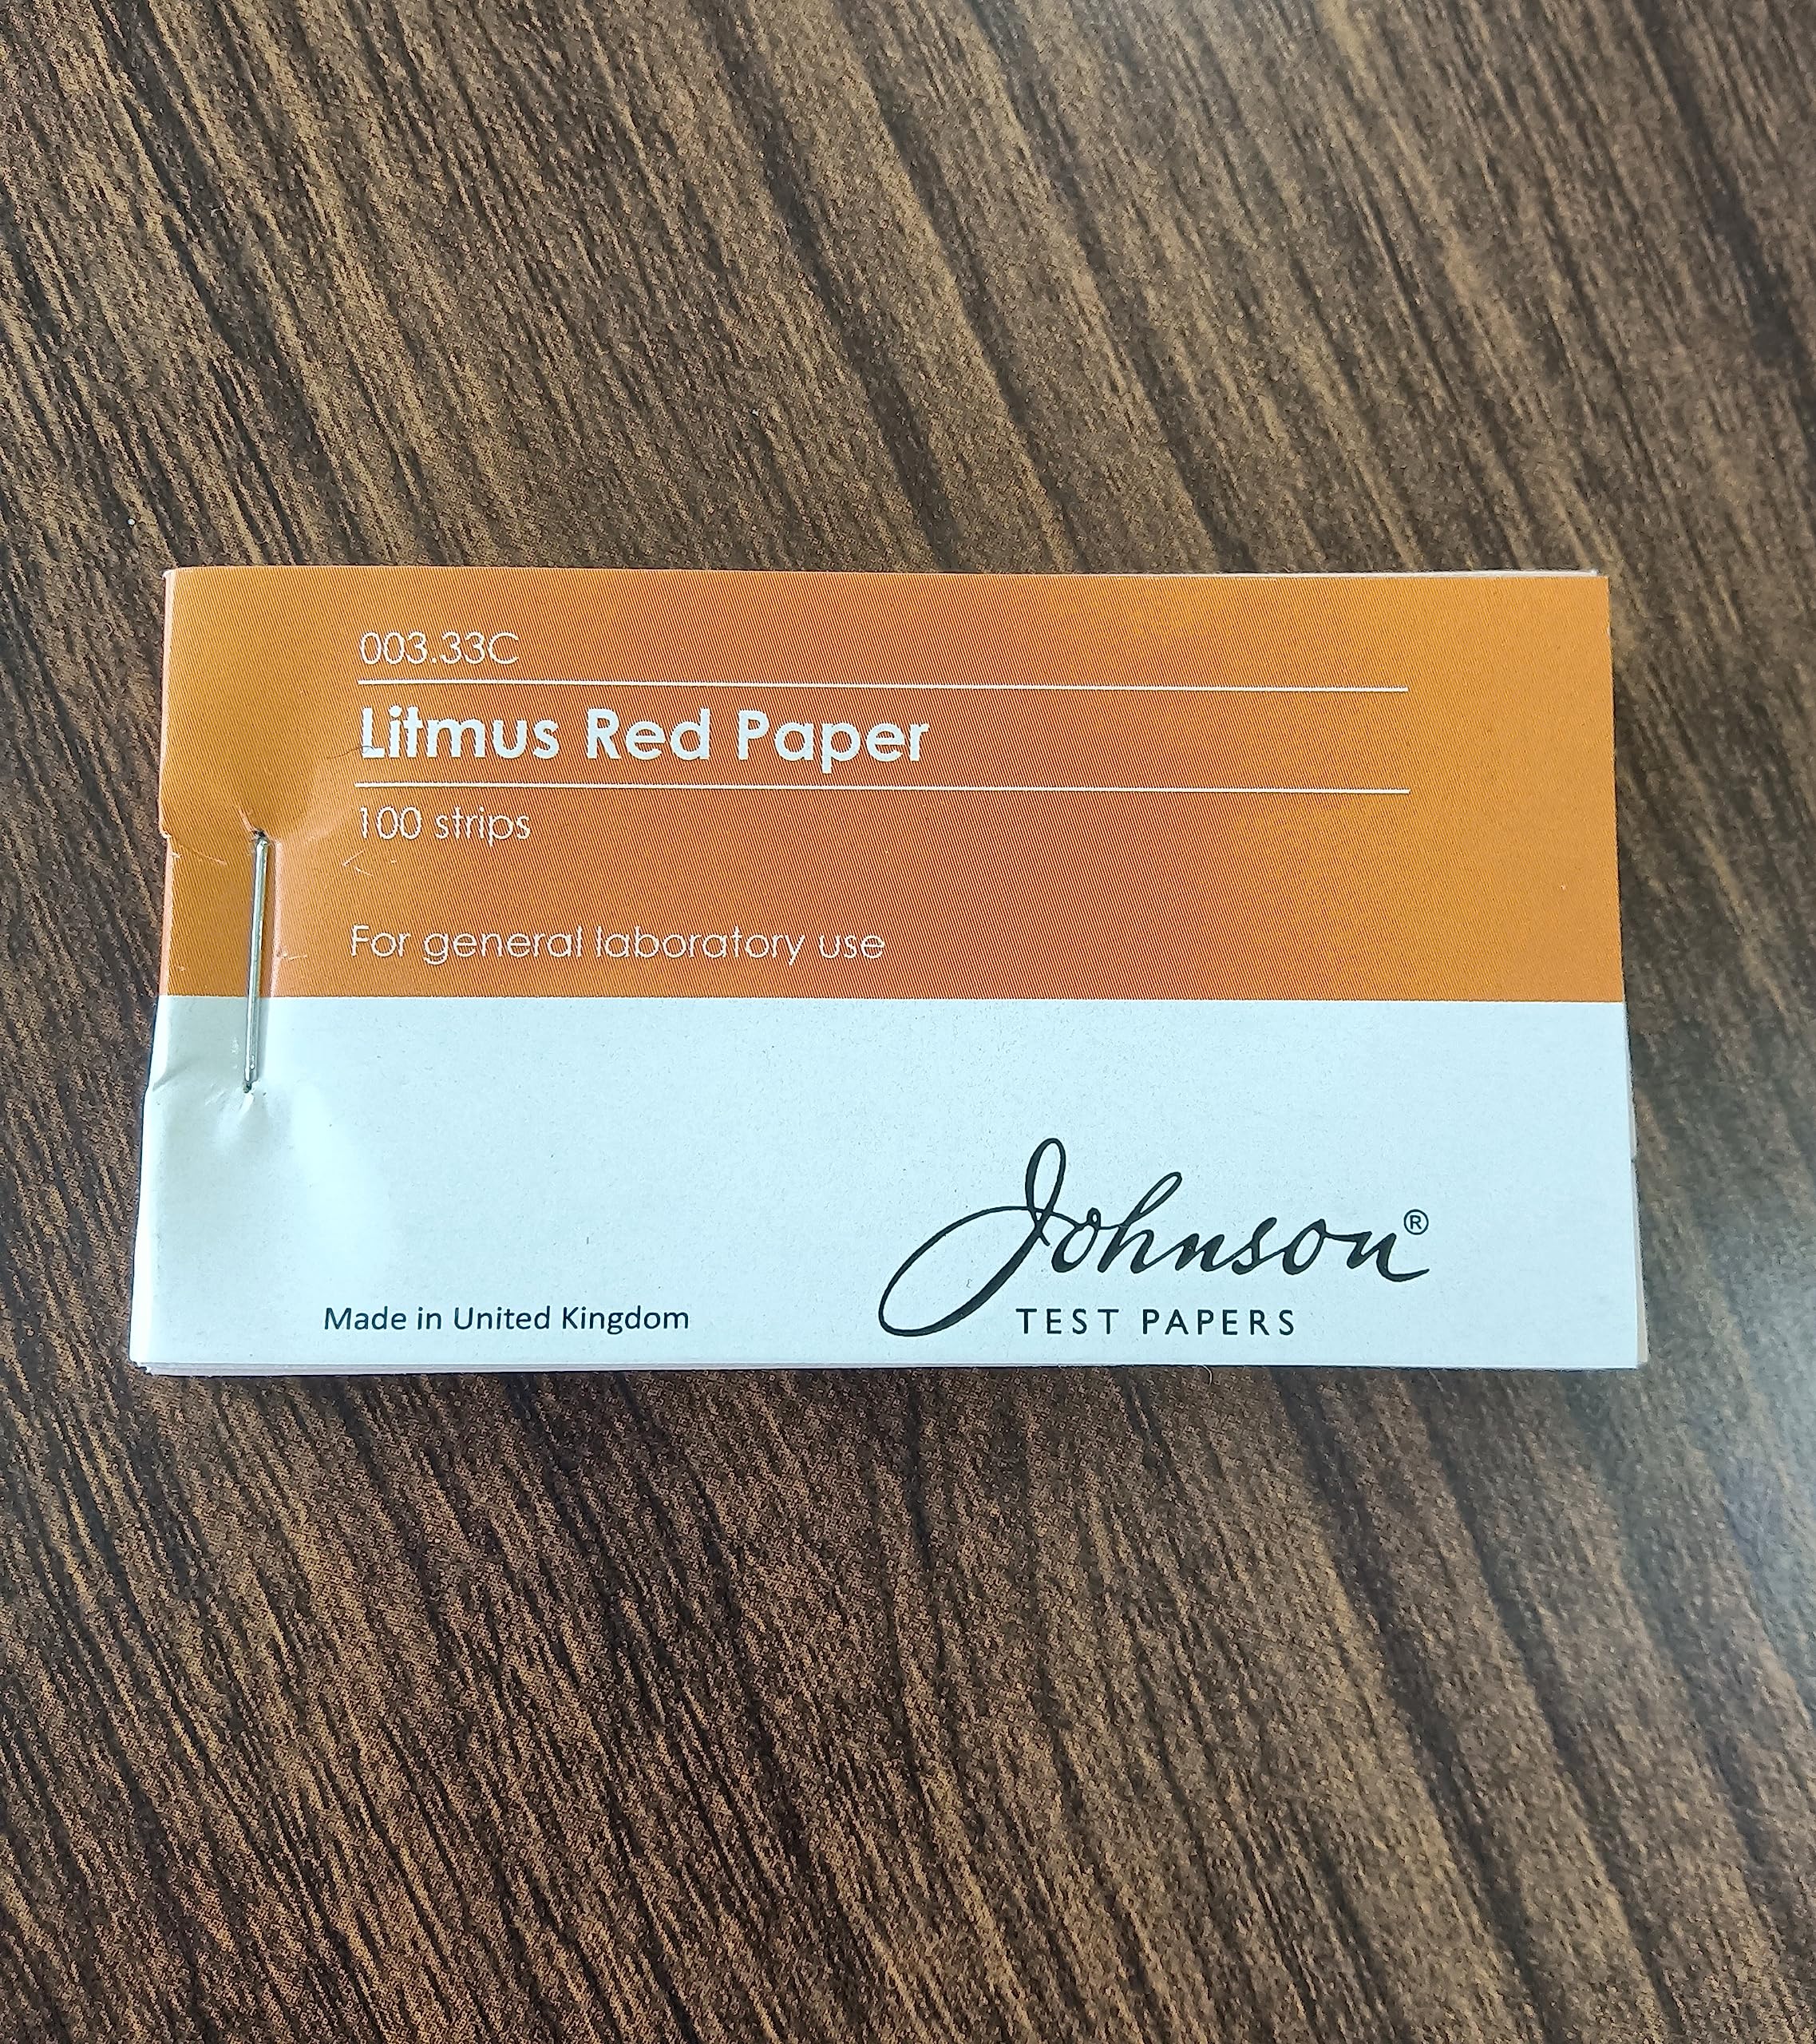 003.33C
Litmus Red Paper
100 strips
For general laboratory use
Made in United Kingdom
Johnson®
TEST PAPERS